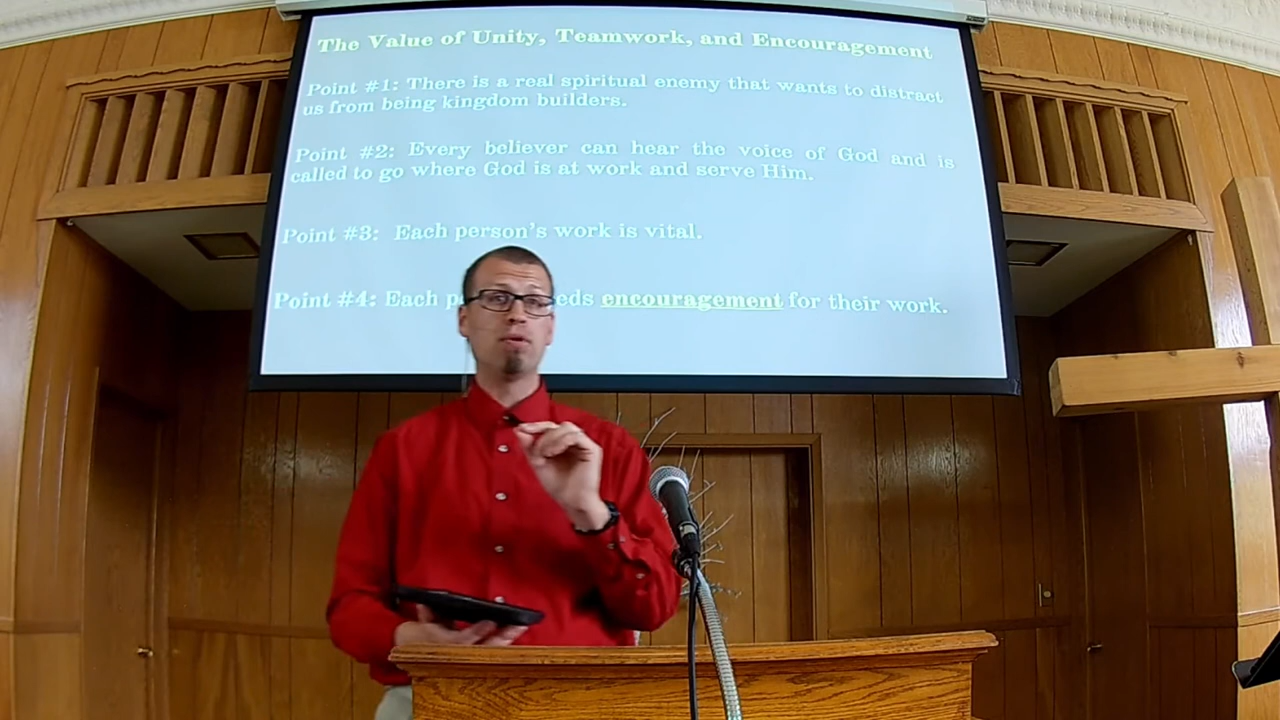 The Value of Unity, Teamwork, and Encouragement
Point #1: There is a real spiritual enemy that wants to distract
us from being kingdom builders.
Point #2: Every believer can hear the voice of God and is
called to go where God is at work and serve Him.
Point #3: Each person's work is vital.
Point #4: Each encouragement for their work.